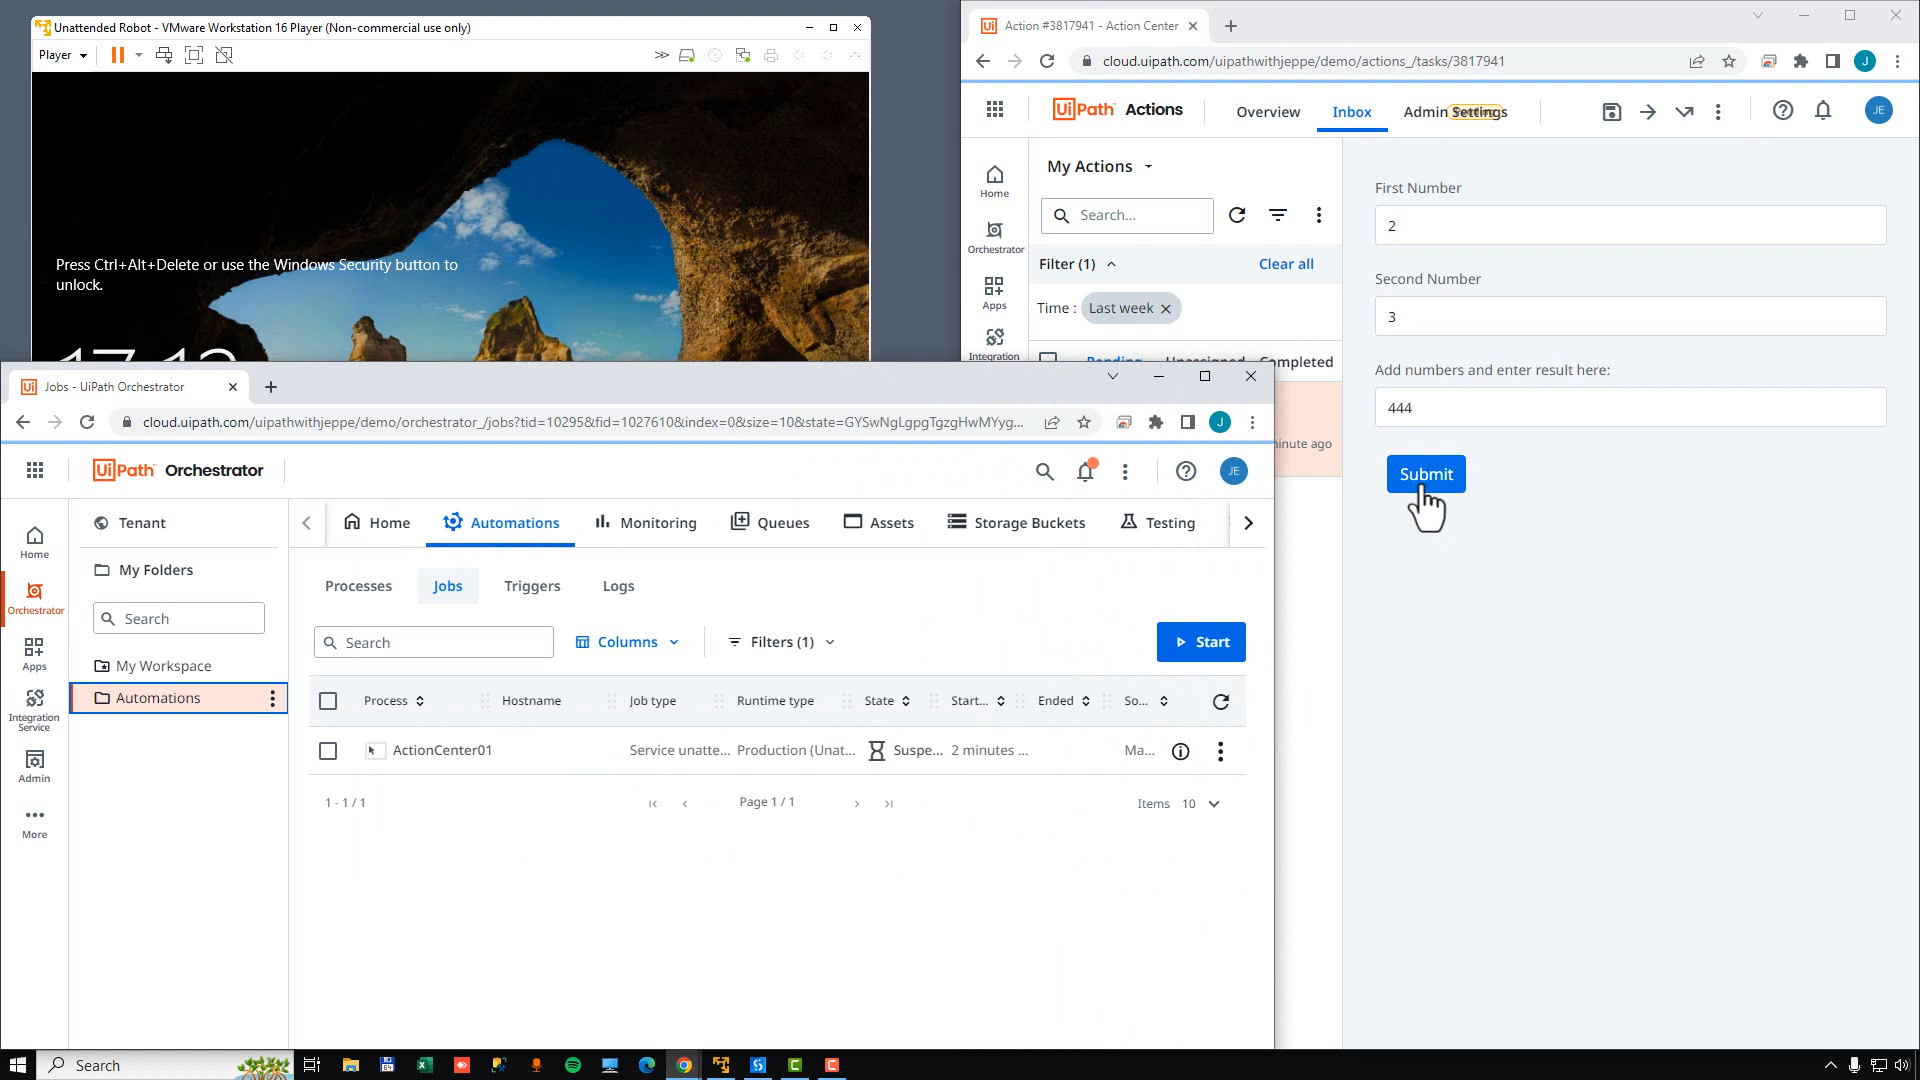 Unattended Robot - VMware Workstation 16 Player (Non-commercial use only)
Player
Press Ctrl+Alt+Delete or use the Windows Security button to
unlock.
17:12
Action #3817941 - Action Center
cloud.uipath.com/uipathwithjeppe/demo/actions_/tasks/3817941
J
UiPath Actions
Overview
Inbox
Admin Settings
JE
Home
Orchestrator
Apps
Integration
My Actions
Search...
Filter (1)
Clear all
Time :
Last week
Pending
Unassigned
Completed
minute ago
First Number
2
Second Number
3
Add numbers and enter result here:
444
Submit
Jobs - UiPath Orchestrator
cloud.uipath.com/uipathwithjeppe/demo/orchestrator_/jobs?tid=10295&fid=1027610&index=0&size=10&state=GYSwNgLgpgTgzgHwMYyg...
J
UiPath Orchestrator
JE
Home
Orchestrator
Apps
Integration
Service
Admin
More
Tenant
My Folders
Search
My Workspace
Automations
Home
Automations
Monitoring
Queues
Assets
Storage Buckets
Testing
Processes
Jobs
Triggers
Logs
Search
Columns
Filters (1)
Start
Process
Hostname
Job type
Runtime type
State
Start...
Ended
So...
ActionCenter01
Service unatte...
Production (Unat...
Suspe...
2 minutes ...
Ma...
1 - 1 / 1
Page 1 / 1
Items 10
Search